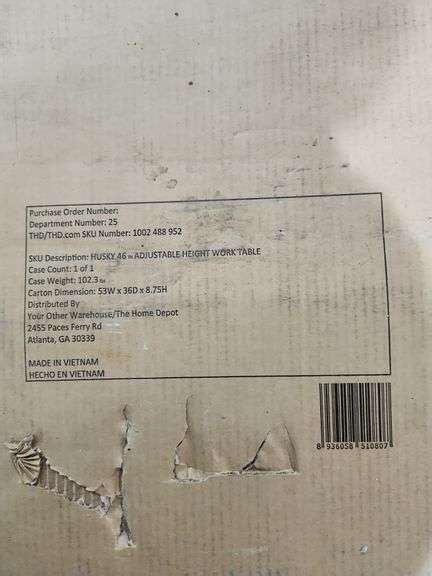 Purchase Order Number:
Department Number: 25
THD/THD.com SKU Number: 1002 488 952
SKU Description: HUSKY 46 IN ADJUSTABLE HEIGHT WORK TABLE
Case Count: 1 of 1
Case Weight: 102.3 lbs
Carton Dimension: 53W x 36D x 8.75H
Distributed By
Your Other Warehouse/The Home Depot
2455 Paces Ferry Rd
Atlanta, GA 30339
MADE IN VIETNAM
HECHO EN VIETNAM
8 936058 510807